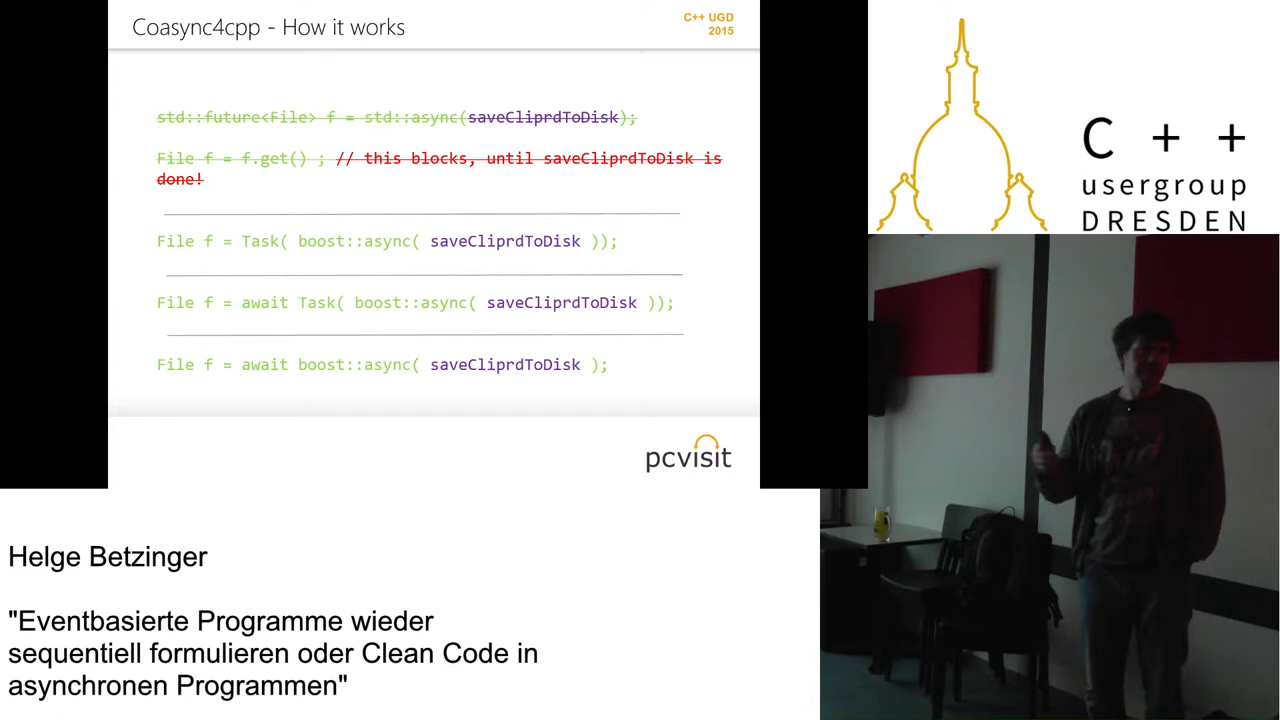 Coasync4cpp - How it works
C++ UGD
2015
std::future<File> f = std::async(saveCliprdToDisk);
File f = f.get() ; // this blocks, until saveCliprdToDisk is
done!
File f = Task( boost::async( saveCliprdToDisk ));
File f = await Task( boost::async( saveCliprdToDisk ));
File f = await boost::async( saveCliprdToDisk );
pcvisit
C + +
usergroup
DRESDEN
Helge Betzinger
"Eventbasierte Programme wieder
sequentiell formulieren oder Clean Code in
asynchronen Programmen"